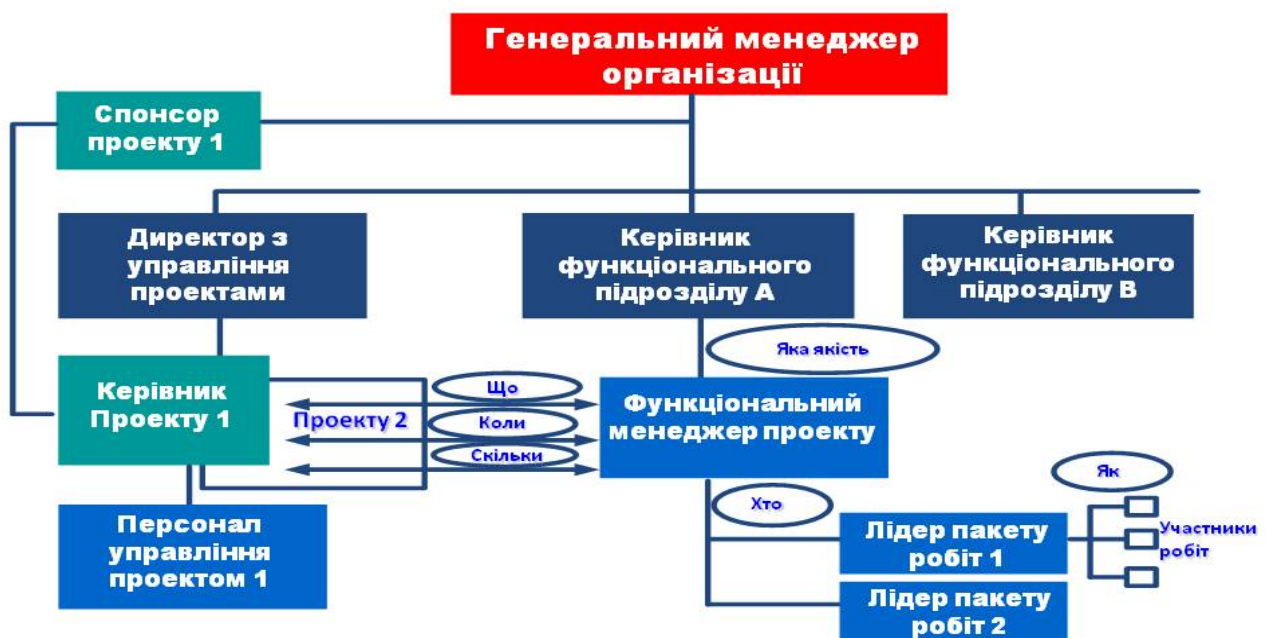 Генеральний менеджер
організації
Спонсор
проекту 1
Директор з
управління
проектами
Керівник
функціонального
підрозділу А
Керівник
функціонального
підрозділу В
Яка якість
Керівник
Проекту 1
Проекту 2
Що
Коли
Скільки
Функціональний
менеджер проекту
Як
Хто
Персонал
управління
проектом 1
Лідер пакету
робіт 1
Участники
робіт
Лідер пакету
робіт 2